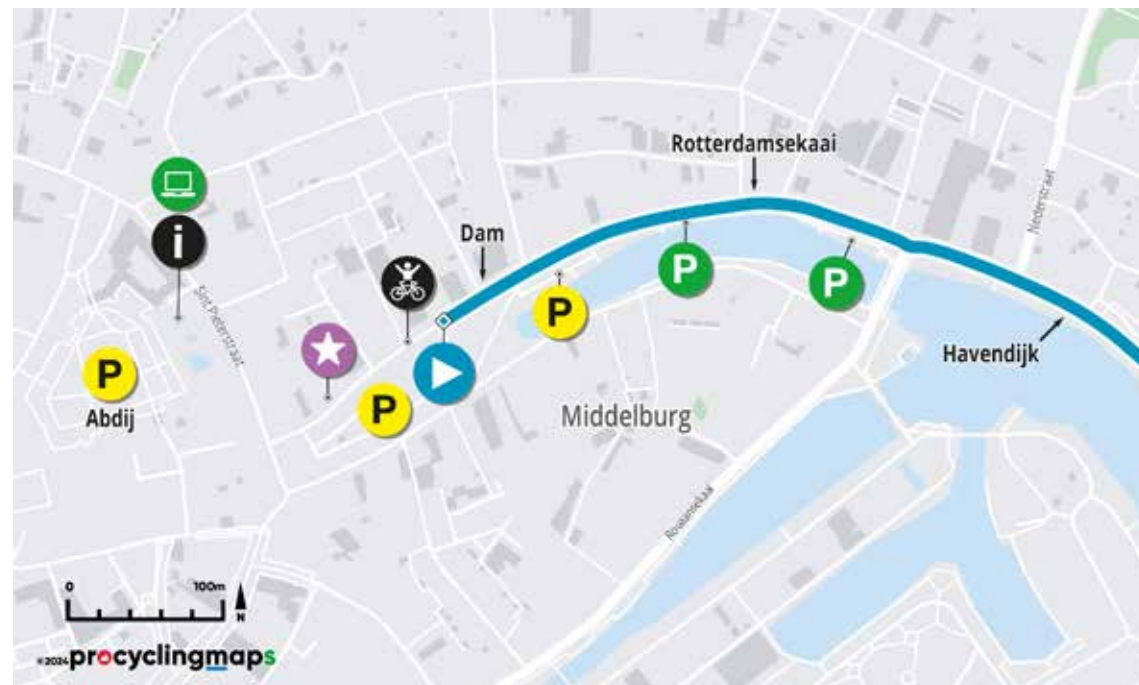 Rotterdamsekaai
Dam
i
Sint Pieterstraat
Nederstraat
P
P
P
P
P
Abdij
Havendijk
Middelburg
Rouaansekaai
0 100m
N
©2024 procyclingmaps